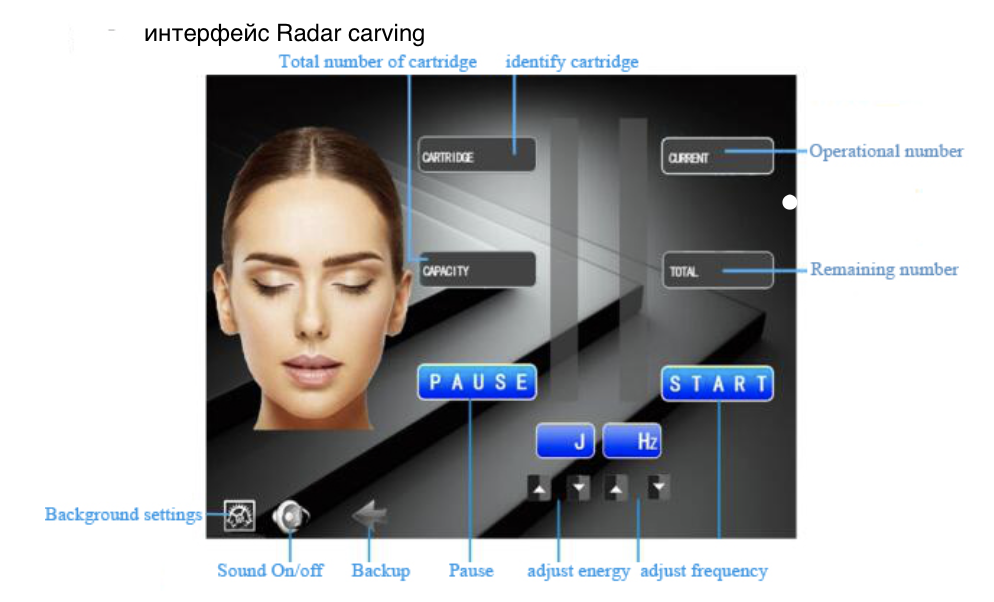 интерфейс Radar carving
Total number of cartridge identify cartridge
CARTRIDGE
CURRENT
Operational number
CAPACITY
TOTAL
Remaining number
PAUSE
START
J
Hz
Background settings
Sound On/off Backup Pause adjust energy adjust frequency